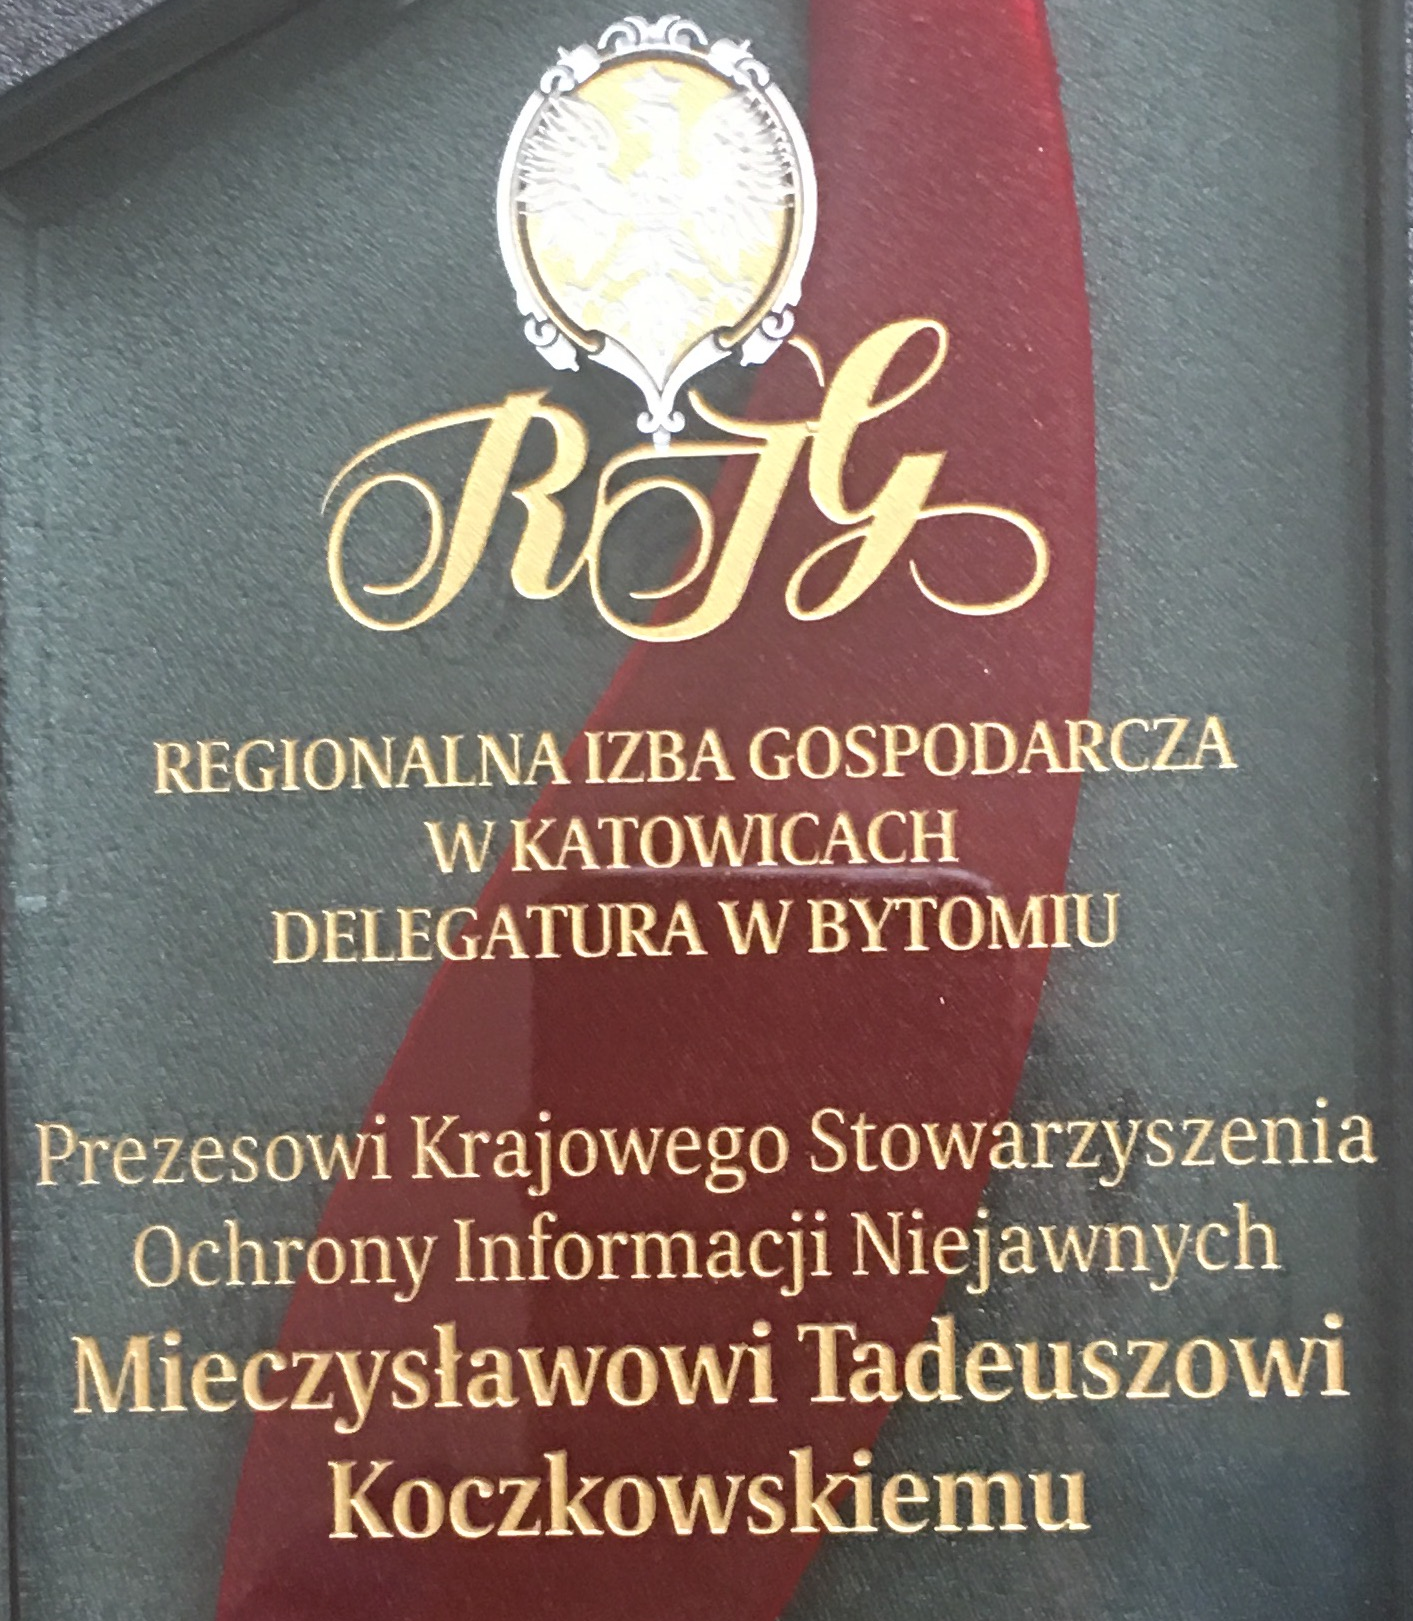 RIG
REGIONALNA IZBA GOSPODARCZA
W KATOWICACH
DELEGATURA W BYTOMIU
Prezesowi Krajowego Stowarzyszenia
Ochrony Informacji Niejawnych
Mieczysławowi Tadeuszowi
Koczkowskiemu